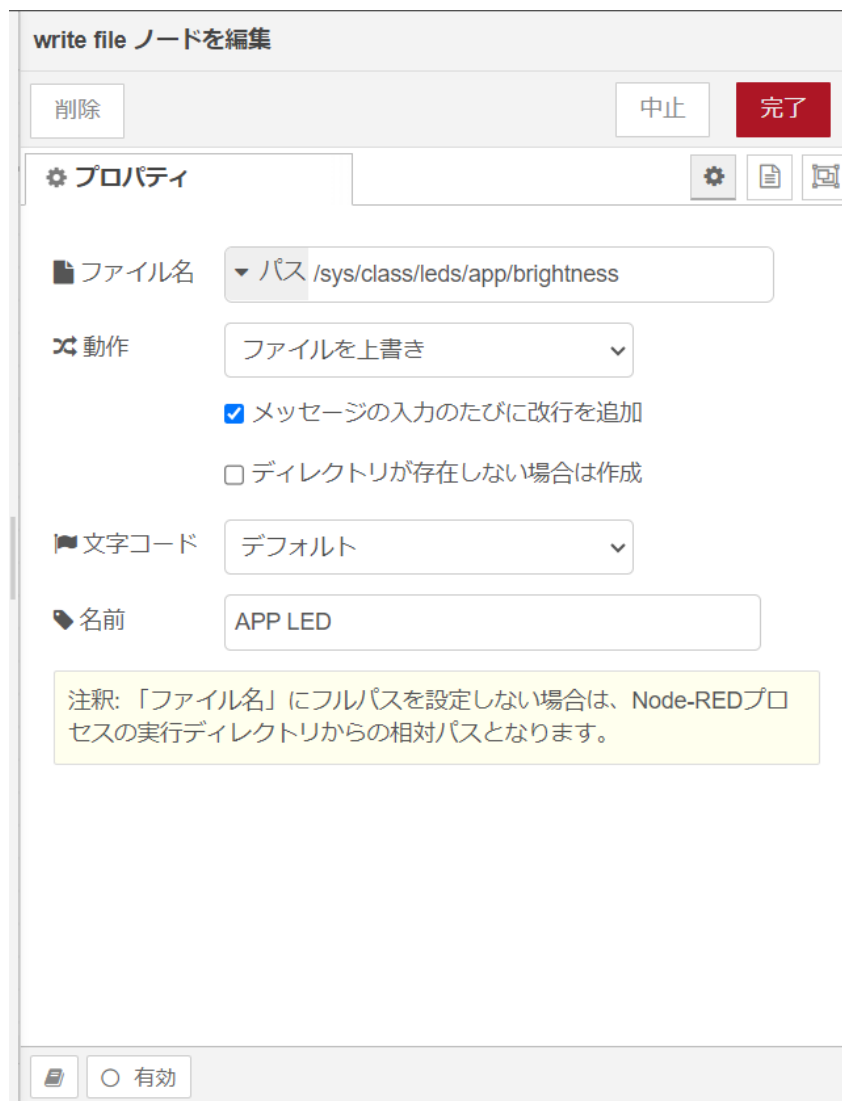 write file ノードを編集
削除
中止
完了
プロパティ
ファイル名
パス
/sys/class/leds/app/brightness
動作
ファイルを上書き
メッセージの入力のたびに改行を追加
ディレクトリが存在しない場合は作成
文字コード
デフォルト
名前
APP LED
注釈: 「ファイル名」にフルパスを設定しない場合は、Node-REDプロ
セスの実行ディレクトリからの相対パスとなります。
有効